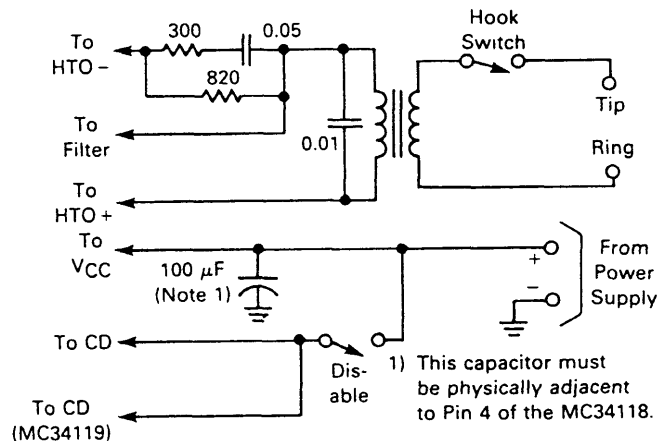 To
HTO –
300
0.05
820
Hook
Switch
Tip
To
Filter
0.01
Ring
To
HTO +
To
VCC
100 µF
(Note 1)
+
–
From
Power
Supply
To CD
Dis-
able
To CD
(MC34119)
1) This capacitor must
be physically adjacent
to Pin 4 of the MC34118.